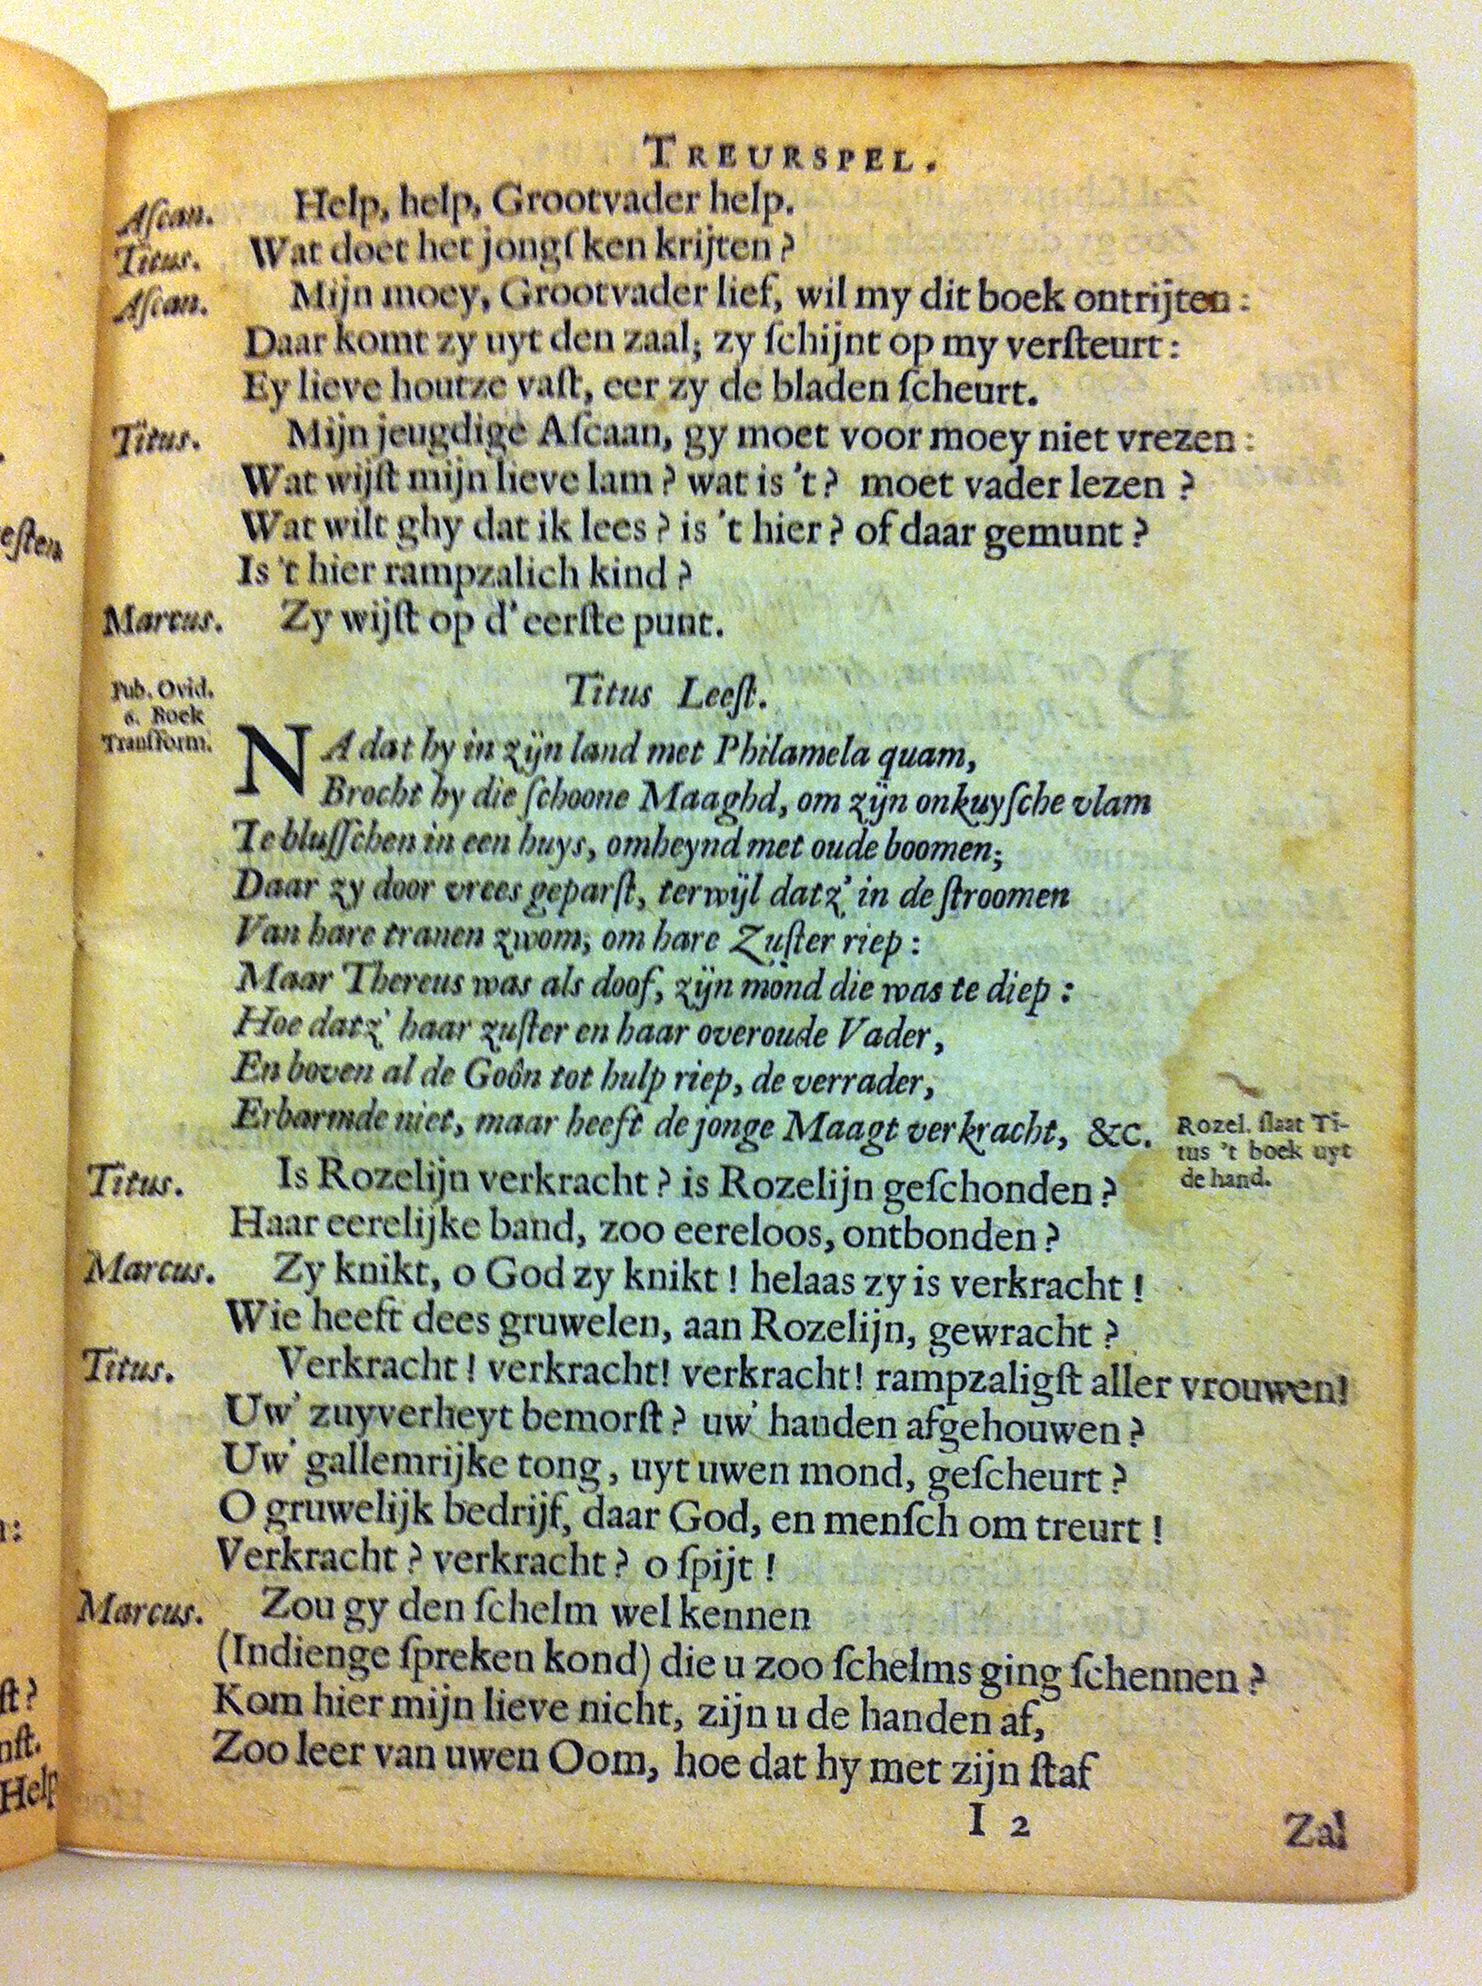 TREURSPEL.
Aſcan. Help, help, Grootvader help.
Titus. Wat doet het jongſken krijten?
Aſcan. Mijn moey, Grootvader lief, wil my dit boek ontrijten:
Daar komt zy uyt den zaal; zy ſchijnt op my verſteurt:
Ey lieve houtze vaſt, eer zy de bladen ſcheurt.
Titus. Mijn jeugdige Aſcaan, gy moet voor moey niet vrezen:
Wat wijſt mijn lieve lam? wat is 't? moet vader lezen?
Wat wilt ghy dat ik lees? is 't hier? of daar gemunt?
Is 't hier rampzalich kind?
Marcus. Zy wijſt op d'eerſte punt.
Titus Leeſt.
Pub. Ovid.
6. Boek
Tranſform.
NA dat hy in zijn land met Philamela quam,
Brocht hy die ſchoone Maaghd, om zijn onkuyſche vlam
Te bluſſchen in een huys, omheynd met oude boomen;
Daar zy door vrees geparſt, terwijl datz' in de ſtroomen
Van hare tranen zwom; om hare Zuſter riep:
Maar Thereus was als doof, zijn mond die was te diep:
Hoe datz' haar zuſter en haar overoude Vader,
En boven al de Goôn tot hulp riep, de verrader,
Erbarmde niet, maar heeft de jonge Maagt verkracht, &c.
Rozel. ſlaat Ti-
tus 't boek uyt
de hand.
Titus. Is Rozelijn verkracht? is Rozelijn geſchonden?
Haar eerelijke band, zoo eereloos, ontbonden?
Marcus. Zy knikt, o God zy knikt! helaas zy is verkracht!
Wie heeft dees gruwelen, aan Rozelijn, gewracht?
Titus. Verkracht! verkracht! verkracht! rampzaligſt aller vrouwen!
Uw' zuyverheyt bemorſt? uw' handen afgehouwen?
Uw' gallemrijke tong, uyt uwen mond, geſcheurt?
O gruwelijk bedrijf, daar God, en menſch om treurt!
Verkracht? verkracht? o ſpijt!
Marcus. Zou gy den ſchelm wel kennen
(Indienge ſpreken kond) die u zoo ſchelms ging ſchennen?
Kom hier mijn lieve nicht, zijn u de handen af,
Zoo leer van uwen Oom, hoe dat hy met zijn ſtaf
I 2
Zal